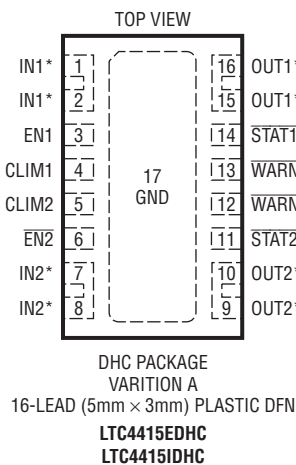 TOP VIEW
IN1* 1 16 OUT1*
IN1* 2 15 OUT1*
EN1 3 14 STAT1
CLIM1 4 13 WARN
CLIM2 5 12 WARN
EN2 6 11 STAT2
IN2* 7 10 OUT2*
IN2* 8 9 OUT2*
17
GND
DHC PACKAGE
VARITION A
16-LEAD (5mm × 3mm) PLASTIC DFN
LTC4415EDHC
LTC4415IDHC